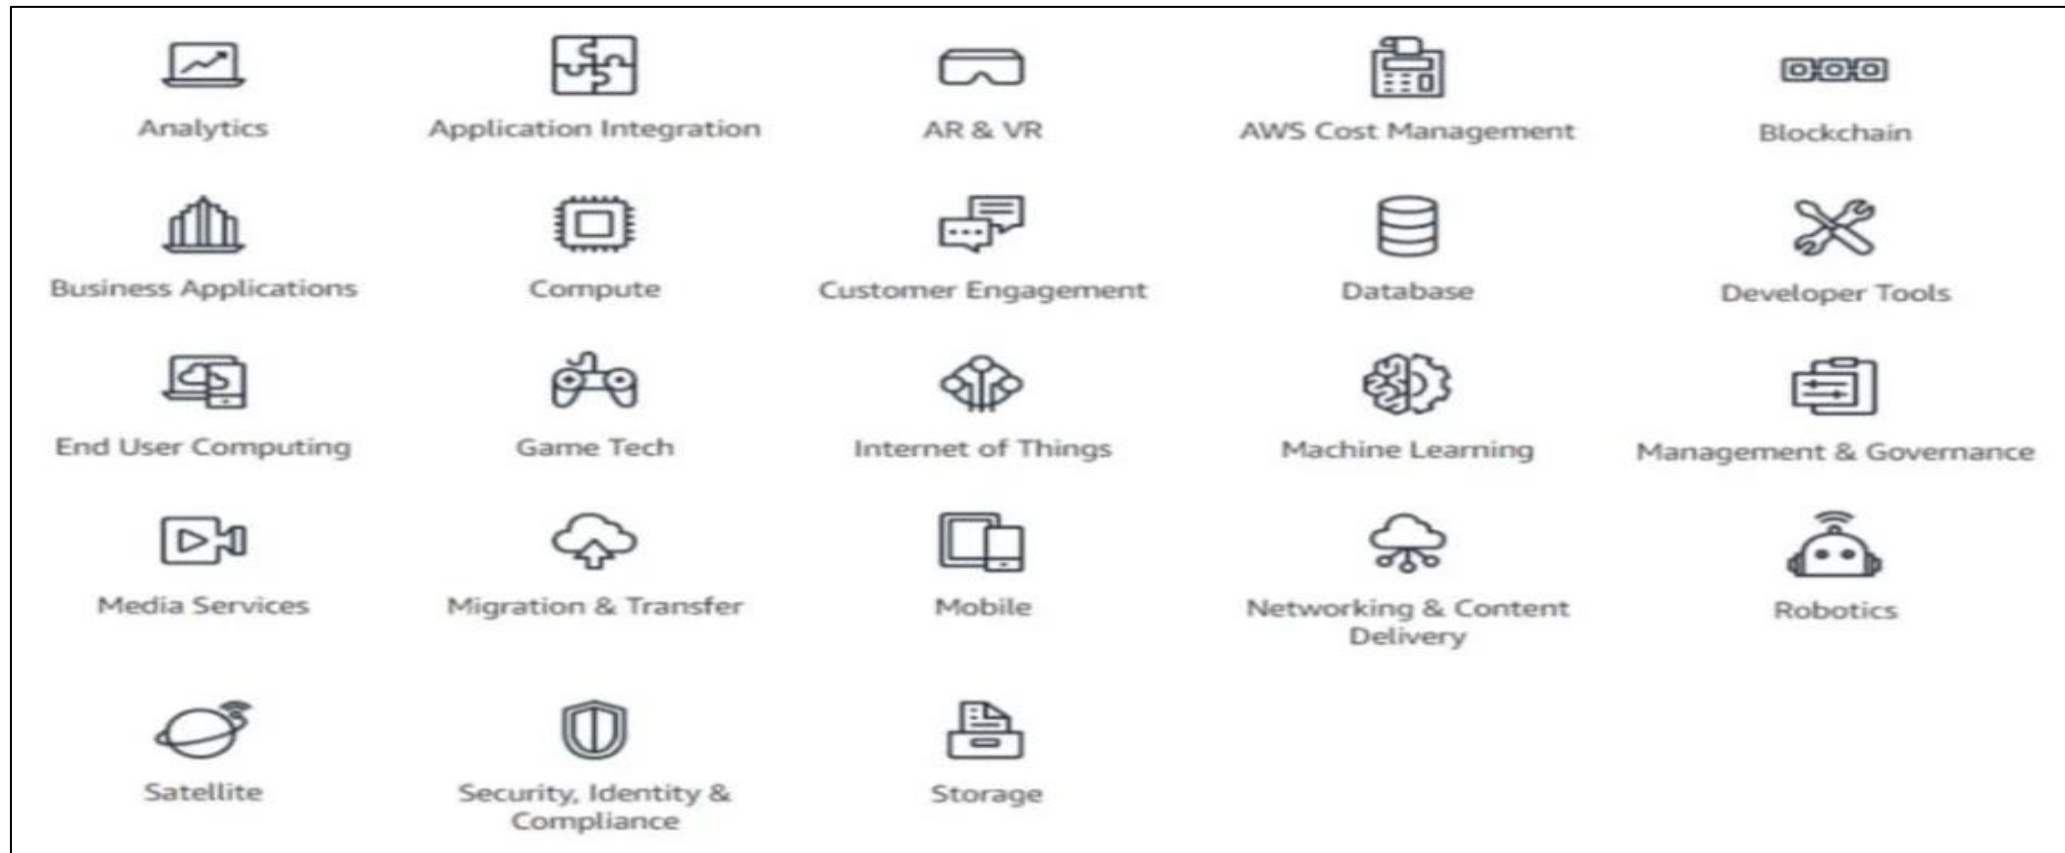 Analytics
Application Integration
AR & VR
AWS Cost Management
Blockchain
Business Applications
Compute
Customer Engagement
Database
Developer Tools
End User Computing
Game Tech
Internet of Things
Machine Learning
Management & Governance
Media Services
Migration & Transfer
Mobile
Networking & Content
Delivery
Robotics
Satellite
Security, Identity &
Compliance
Storage